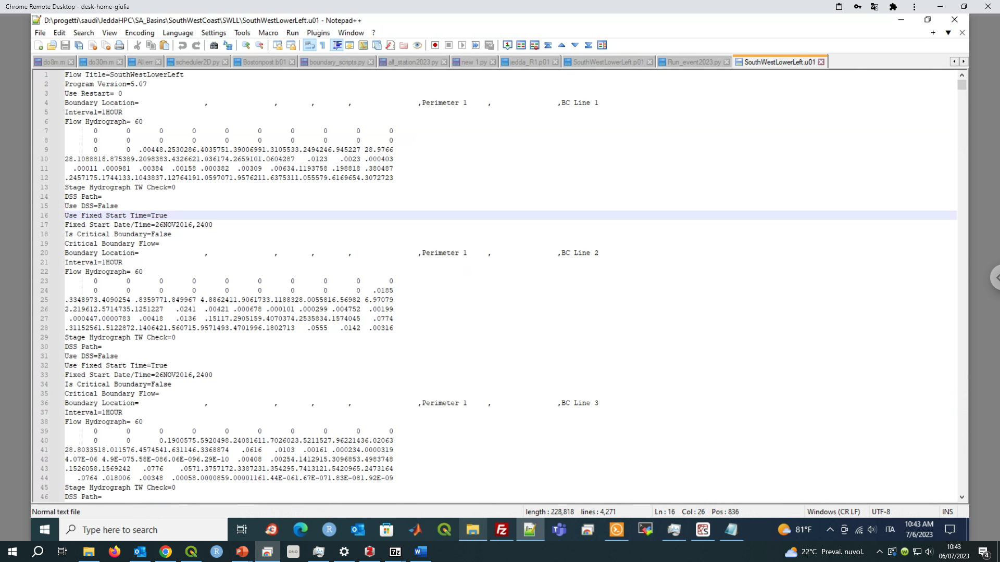 Chrome Remote Desktop - desk-home-giulia
D:\progetti\saudi\JeddaHPC\SA_Basins\SouthWestCoast\SWLL\SouthWestLowerLeft.u01 - Notepad++
File Edit Search View Encoding Language Settings Tools Macro Run Plugins Window ?
do8m.m do30m.m All.err scheduler2D.py Bostonpost.b01 boundary_scripts.py all_station2023.py new 1.py jedda_R1.p01 SouthWestLowerLeft.p01 Run_event2023.py SouthWestLowerLeft.u01
1 Flow Title=SouthWestLowerLeft
2 Program Version=5.07
3 Use Restart= 0
4 Boundary Location= , , , , ,Perimeter 1 , ,BC Line 1
5 Interval=1HOUR
6 Flow Hydrograph= 60
7 0 0 0 0 0 0 0 0 0 0
8 0 0 0 0 0 0 0 0 0 0
9 0 0 .00448.2530286.4035751.39006991.3105533.2494246.945227 28.9766
10 28.1088818.875389.2098383.4326621.036174.2659101.0604287 .0123 .0023 .000403
11 .00011 .000981 .00384 .00158 .000382 .00309 .00634.1193758 .198818 .380487
12 .2457175.1744133.1043837.12764191.0597071.9576211.6375311.055579.6169654.3072723
13 Stage Hydrograph TW Check=0
14 DSS Path=
15 Use DSS=False
16 Use Fixed Start Time=True
17 Fixed Start Date/Time=26NOV2016,2400
18 Is Critical Boundary=False
19 Critical Boundary Flow=
20 Boundary Location= , , , , ,Perimeter 1 , ,BC Line 2
21 Interval=1HOUR
22 Flow Hydrograph= 60
23 0 0 0 0 0 0 0 0 0 0
24 0 0 0 0 0 0 0 0 0 .0185
25 .3348973.4090254 .8359771.849967 4.8862411.9061733.1188328.0055816.56982 6.97079
26 2.219612.5714735.1251227 .0241 .00421 .000678 .000101 .000299 .004752 .00199
27 .000447.0000783 .00418 .0136 .15117.2905159.4070374.2535834.1574045 .0774
28 .31152561.5122872.1406421.560715.9571493.4701996.1802713 .0555 .0142 .00316
29 Stage Hydrograph TW Check=0
30 DSS Path=
31 Use DSS=False
32 Use Fixed Start Time=True
33 Fixed Start Date/Time=26NOV2016,2400
34 Is Critical Boundary=False
35 Critical Boundary Flow=
36 Boundary Location= , , , , ,Perimeter 1 , ,BC Line 3
37 Interval=1HOUR
38 Flow Hydrograph= 60
39 0 0 0 0 0 0 0 0 0 0
40 0 0 0.1900575.5920498.24081611.7026023.5211527.96221436.02063
41 28.8033518.011576.4574541.631146.3368874 .0616 .0103 .00161 .000234.0000319
42 4.07E-06 4.9E-075.58E-086.06E-096.29E-10 .00408 .00254.1412915.3096853.4983748
43 .1526058.1569242 .0776 .0571.3757172.3387231.354295.7413121.5420965.2473164
44 .0764 .018006 .00348 .00058.0000859.00001161.44E-061.67E-071.83E-081.92E-09
45 Stage Hydrograph TW Check=0
46 DSS Path=
Normal text file length : 228,818 lines : 4,271 Ln : 16 Col : 26 Pos : 836 Windows (CR LF) UTF-8 INS
Type here to search 81°F ITA 10:43 AM
7/6/2023
22°C Preval. nuvol. 10:43
06/07/2023 4